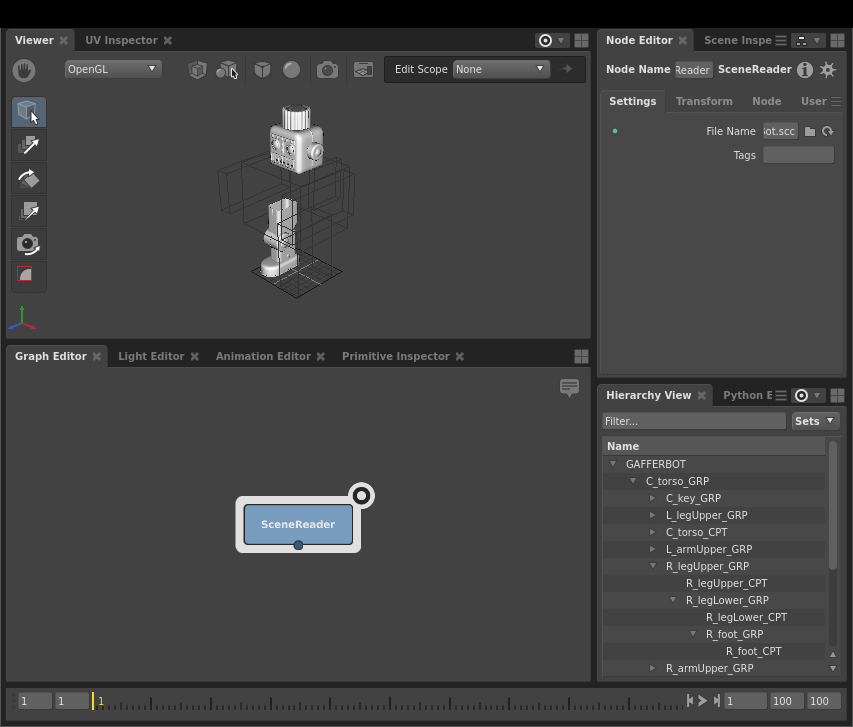 Viewer
UV Inspector
OpenGL
Edit Scope
None
Node Editor
Scene Inspe
Node Name
Reader
SceneReader
Settings
Transform
Node
User
File Name
ot.scc
Tags
Graph Editor
Light Editor
Animation Editor
Primitive Inspector
SceneReader
Hierarchy View
Python E
Filter...
Sets
Name
GAFFERBOT
C_torso_GRP
C_key_GRP
L_legUpper_GRP
C_torso_CPT
L_armUpper_GRP
R_legUpper_GRP
R_legUpper_CPT
R_legLower_GRP
R_legLower_CPT
R_foot_GRP
R_foot_CPT
R_armUpper_GRP
1
1
1
1
100
100